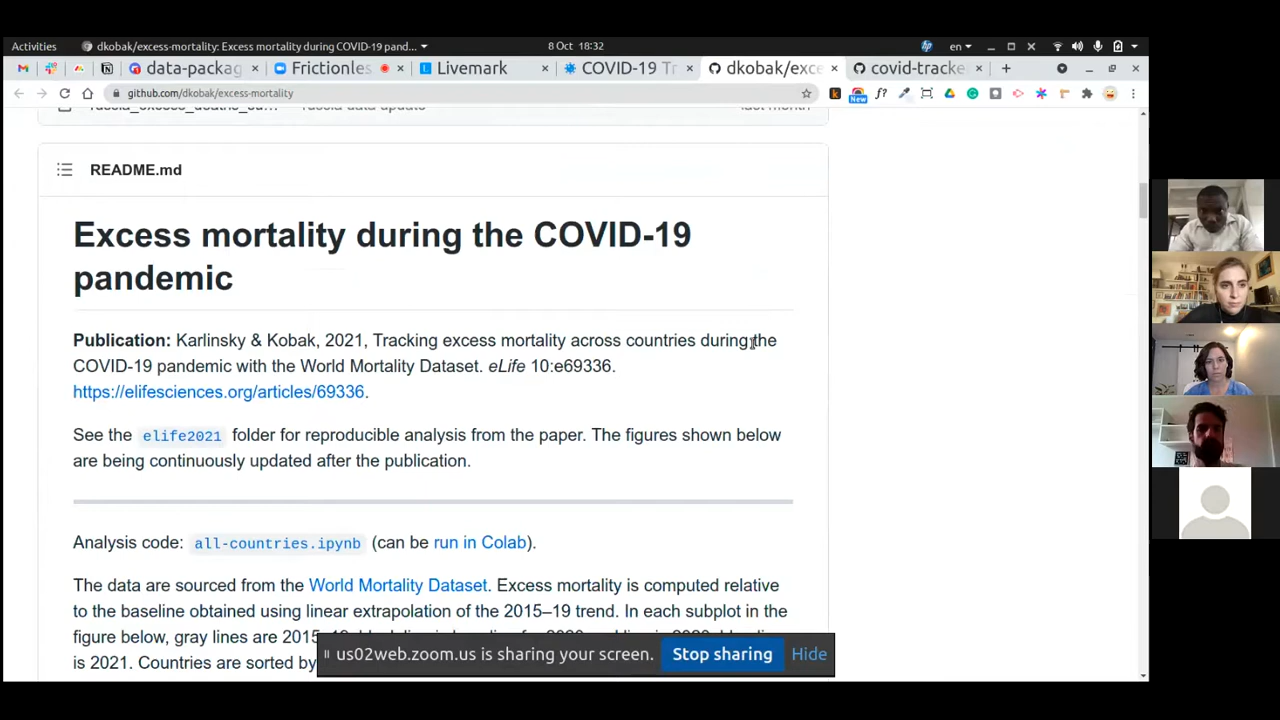 Activities
dkobak/excess-mortality: Excess mortality during COVID-19 pand...
8 Oct 18:32
en
data-packag
Frictionles
Livemark
COVID-19 Tr
dkobak/exce
covid-tracke
github.com/dkobak/excess-mortality
New
f?
last month
README.md
Excess mortality during the COVID-19
pandemic
Publication: Karlinsky & Kobak, 2021, Tracking excess mortality across countries during the
COVID-19 pandemic with the World Mortality Dataset. eLife 10:e69336.
https://elifesciences.org/articles/69336.
See the elife2021 folder for reproducible analysis from the paper. The figures shown below
are being continuously updated after the publication.
Analysis code: all-countries.ipynb (can be run in Colab).
The data are sourced from the World Mortality Dataset. Excess mortality is computed relative
to the baseline obtained using linear extrapolation of the 2015–19 trend. In each subplot in the
figure below, gray lines are 2015
is 2021. Countries are sorted by
us02web.zoom.us is sharing your screen.
Stop sharing
Hide